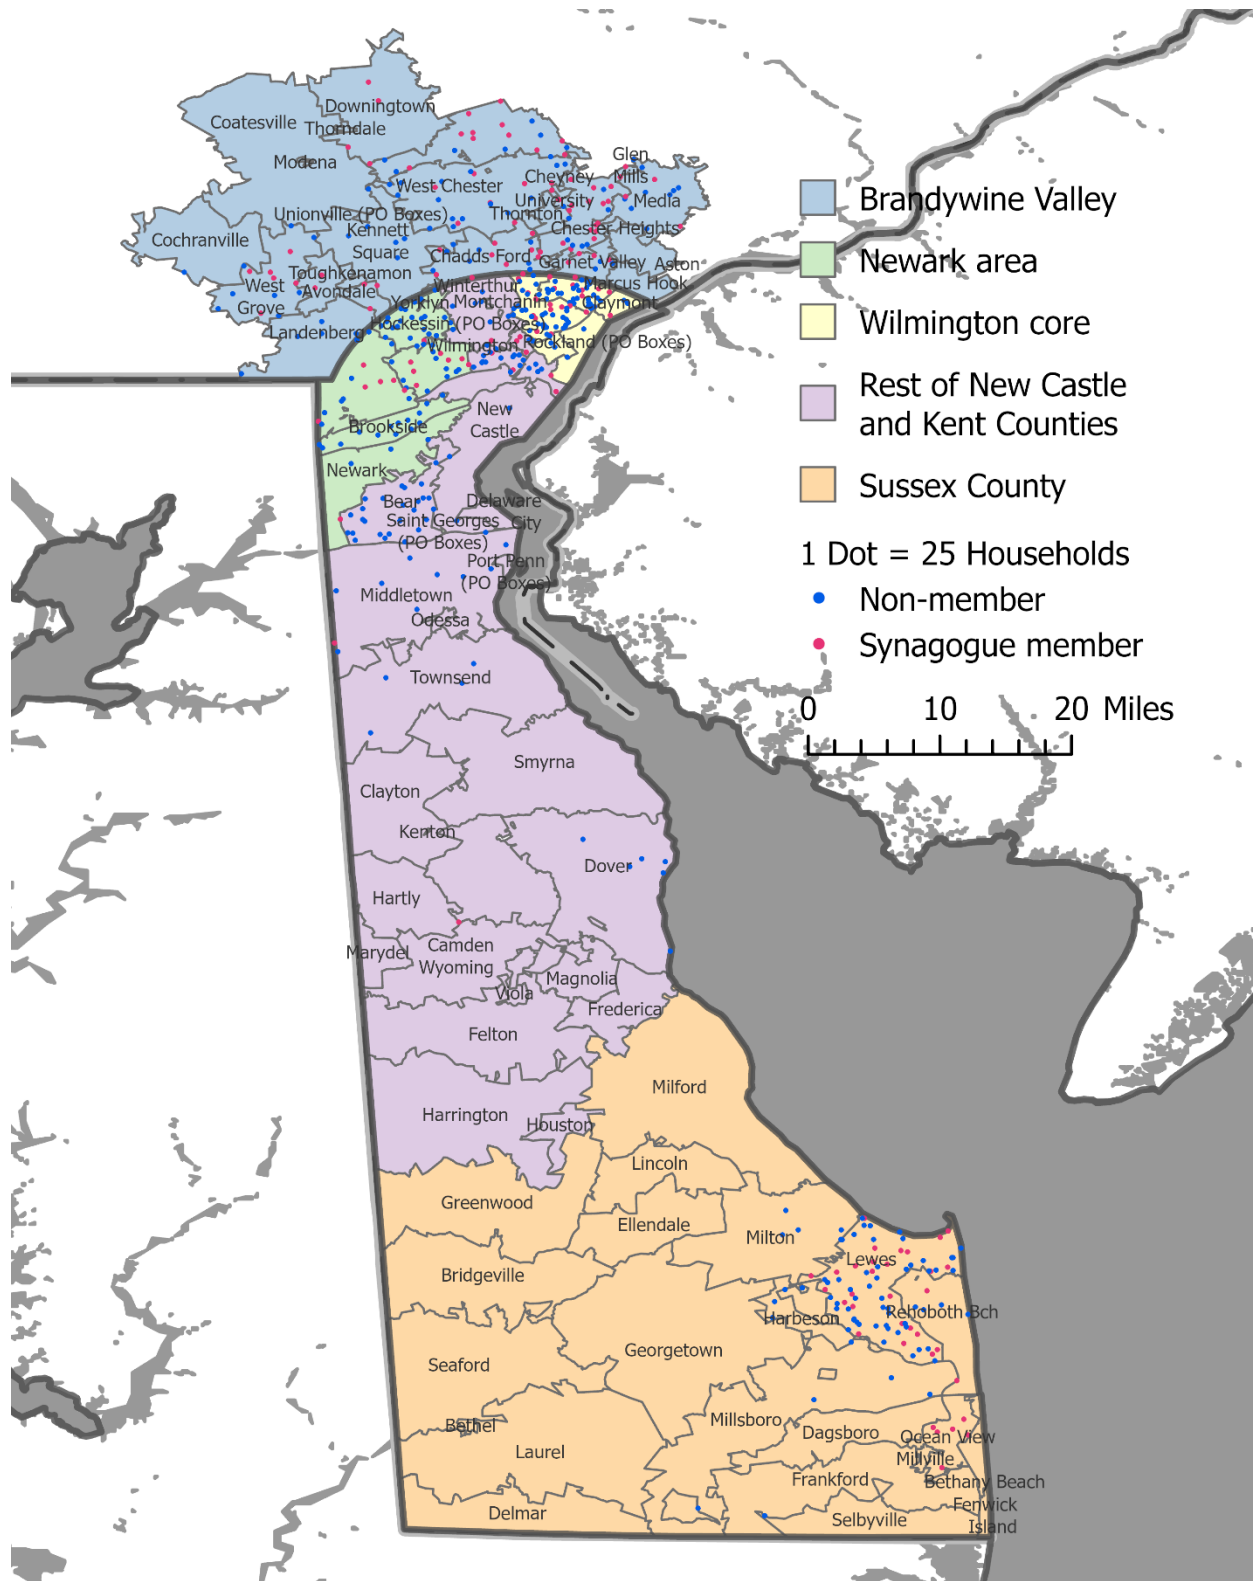 Downingtown
Coatesville
Thorndale
Modena
Glen
Mills
Cheyney
West Chester
University
Media
Unionville (PO Boxes)
Thornton
Kennett
Square
Chester Heights
Cochranville
Chadds Ford
Garnet Valley
Aston
Toughkenamon
West
Grove
Avondale
Winterthur
Marcus Hook
Yorklyn
Montchanin
Claymont
Landenberg
Hockessin
(PO Boxes)
Wilmington
Rockland (PO Boxes)
New
Castle
Brookside
Newark
Bear
Delaware
City
Saint Georges
(PO Boxes)
Port Penn
(PO Boxes)
Middletown
Odessa
Townsend
Smyrna
Clayton
Kenton
Dover
Hartly
Marydel
Camden
Wyoming
Magnolia
Viola
Frederica
Felton
Milford
Harrington
Houston
Lincoln
Greenwood
Ellendale
Milton
Lewes
Bridgeville
Rehoboth Bch
Harbeson
Georgetown
Seaford
Millsboro
Bethel
Dagsboro
Ocean View
Laurel
Millville
Frankford
Bethany Beach
Delmar
Selbyville
Fenwick
Island
Brandywine Valley
Newark area
Wilmington core
Rest of New Castle
and Kent Counties
Sussex County
1 Dot = 25 Households
Non-member
Synagogue member
0 10 20 Miles